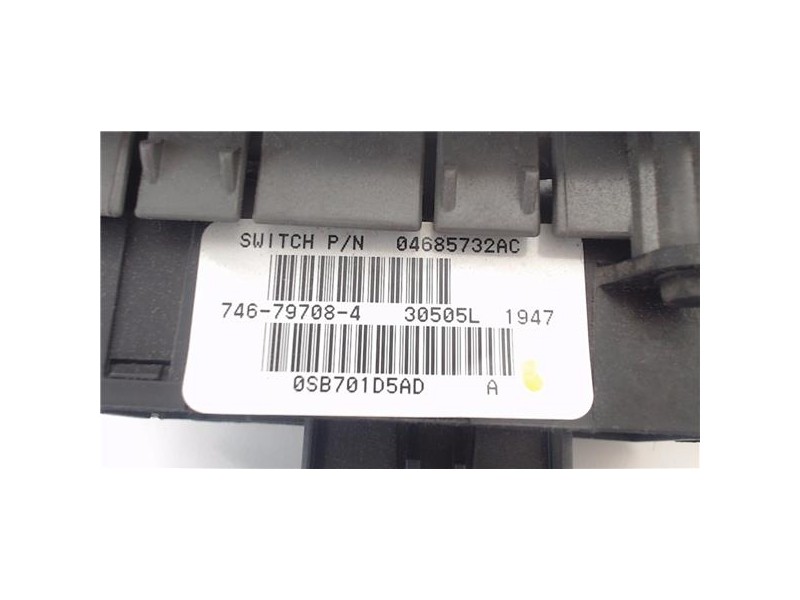 SWITCH P/N 04685732AC
746-79708-4 30505L 1947
0SB701D5AD A